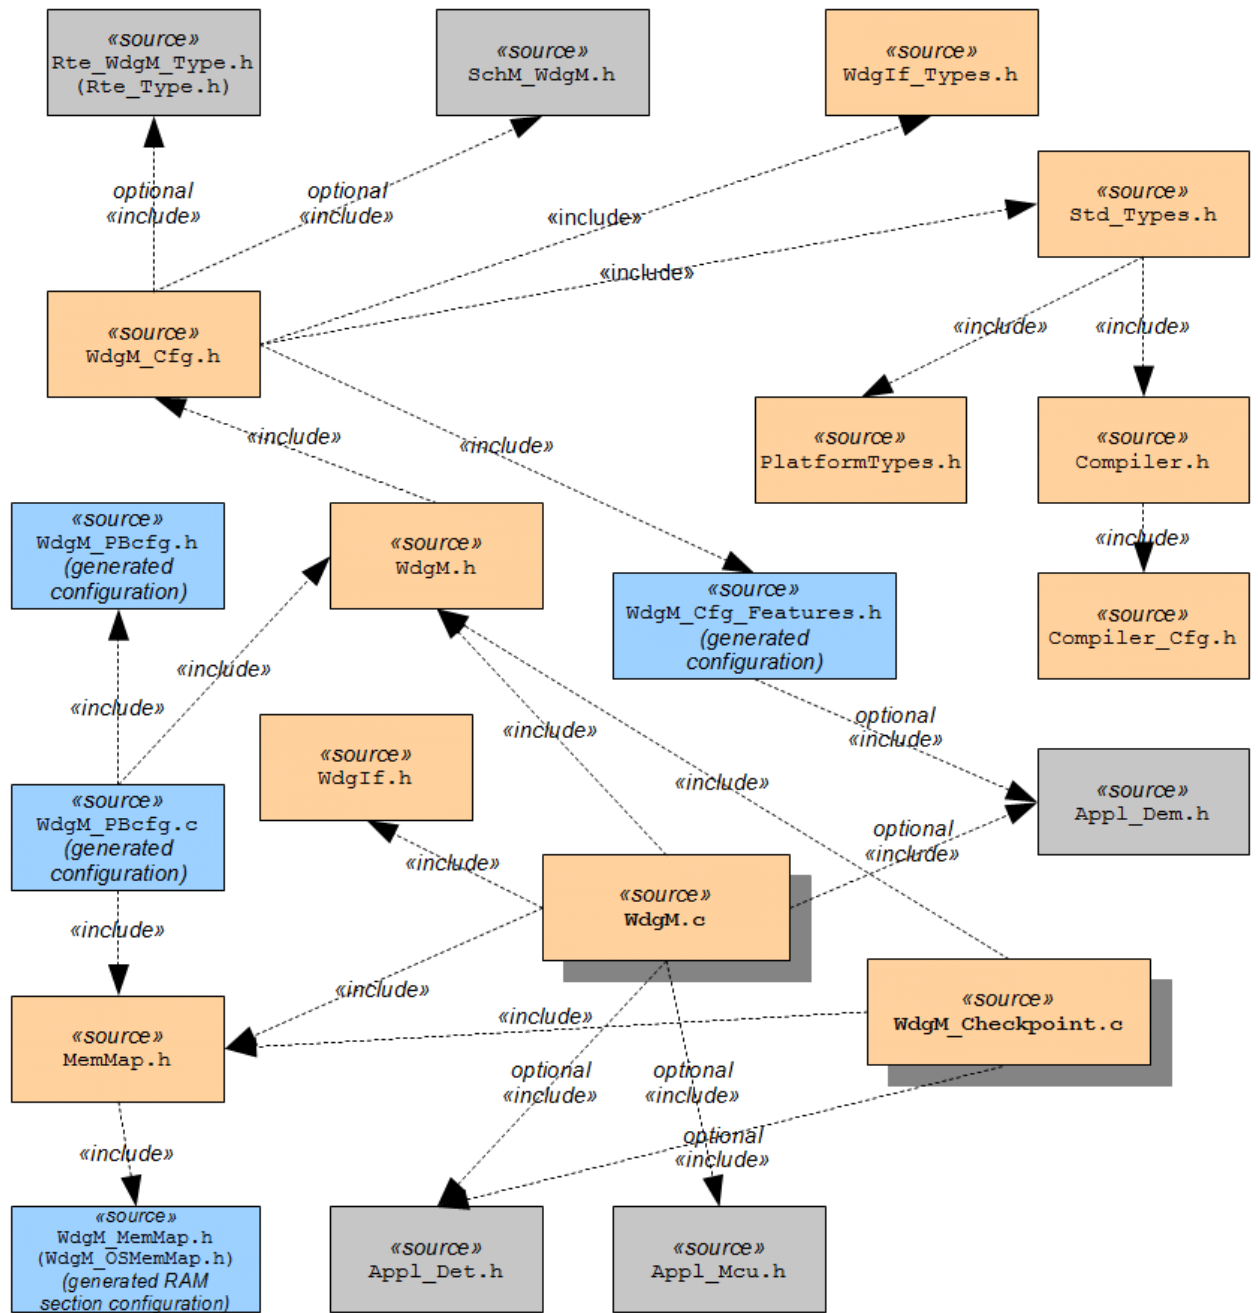 «source»
Rte_WdgM_Type.h
(Rte_Type.h)
«source»
SchM_WdgM.h
«source»
WdgIf_Types.h
«source»
Std_Types.h
optional
«include»
optional
«include»
«include»
«include»
«source»
WdgM_Cfg.h
«include»
«include»
«source»
PlatformTypes.h
«source»
Compiler.h
«include»
«include»
«source»
WdgM_PBcfg.h
(generated
configuration)
«source»
WdgM.h
«include»
«source»
WdgM_Cfg_Features.h
(generated
configuration)
«source»
Compiler_Cfg.h
«include»
«include»
«include»
optional
«include»
«source»
WdgIf.h
«include»
«source»
Appl_Dem.h
«source»
WdgM_PBcfg.c
(generated
configuration)
optional
«include»
«include»
«source»
WdgM.c
«include»
«include»
«include»
«source»
WdgM_Checkpoint.c
«source»
MemMap.h
optional
«include»
optional
«include»
optional
«include»
«include»
«source»
WdgM_MemMap.h
(WdgM_OSMemMap.h)
(generated RAM
section configuration)
«source»
Appl_Det.h
«source»
Appl_Mcu.h